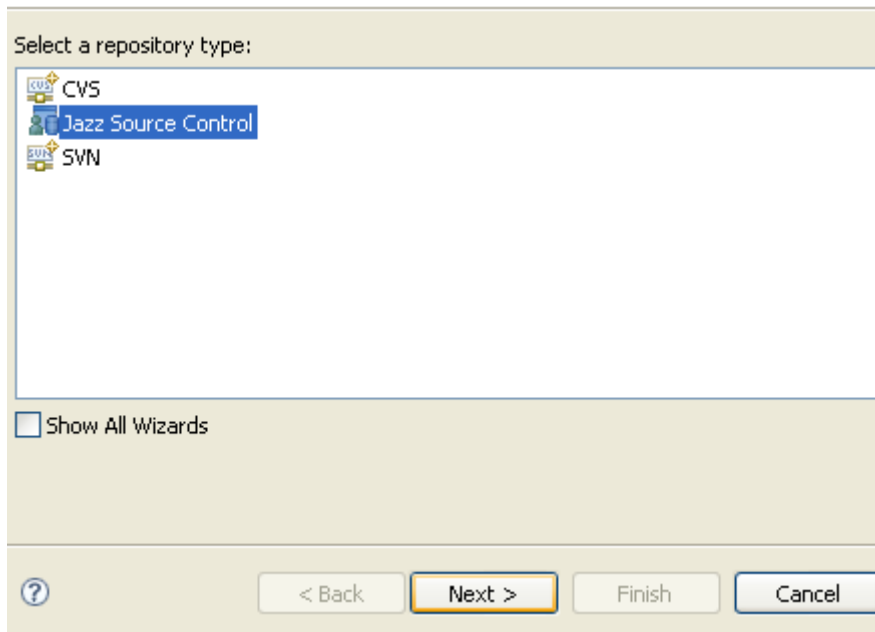 Select a repository type:
CVS
Jazz Source Control
SVN
Show All Wizards
?
< Back Next > Finish Cancel